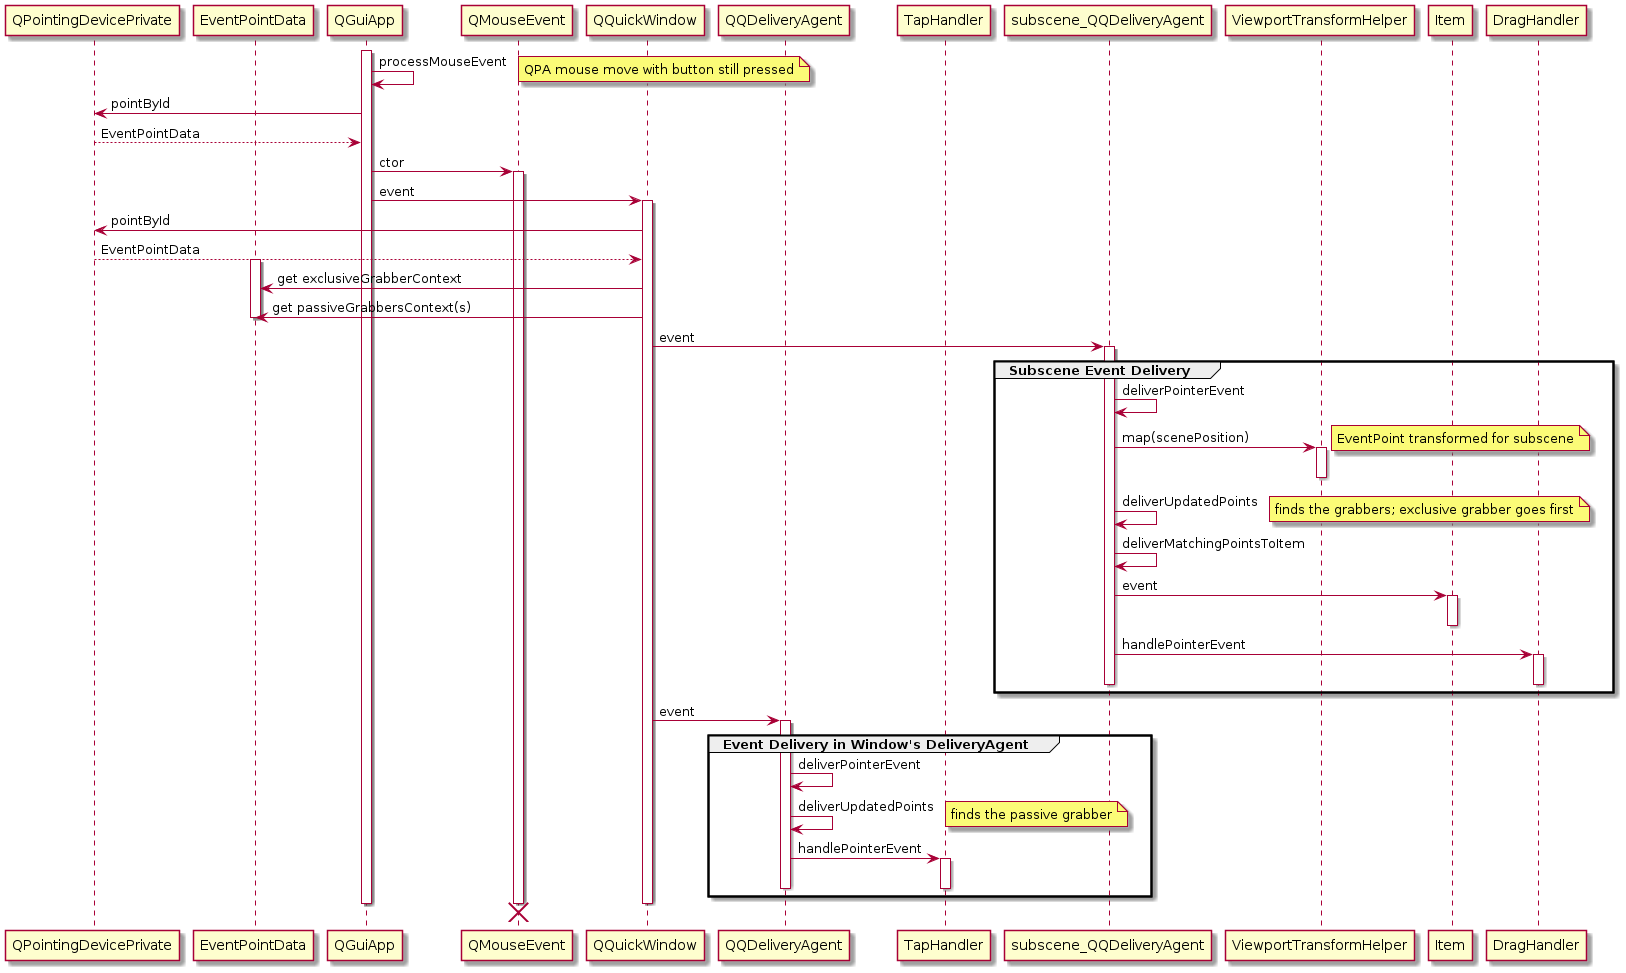 QPointingDevicePrivate
EventPointData
QGuiApp
QMouseEvent
QQuickWindow
QQDeliveryAgent
TapHandler
subscene_QQDeliveryAgent
ViewportTransformHelper
Item
DragHandler
processMouseEvent
QPA mouse move with button still pressed
pointById
EventPointData
ctor
event
pointById
EventPointData
get exclusiveGrabberContext
get passiveGrabbersContext(s)
event
Subscene Event Delivery
deliverPointerEvent
map(scenePosition)
EventPoint transformed for subscene
deliverUpdatedPoints
finds the grabbers; exclusive grabber goes first
deliverMatchingPointsToItem
event
handlePointerEvent
event
Event Delivery in Window's DeliveryAgent
deliverPointerEvent
deliverUpdatedPoints
finds the passive grabber
handlePointerEvent
QPointingDevicePrivate
EventPointData
QGuiApp
QMouseEvent
QQuickWindow
QQDeliveryAgent
TapHandler
subscene_QQDeliveryAgent
ViewportTransformHelper
Item
DragHandler